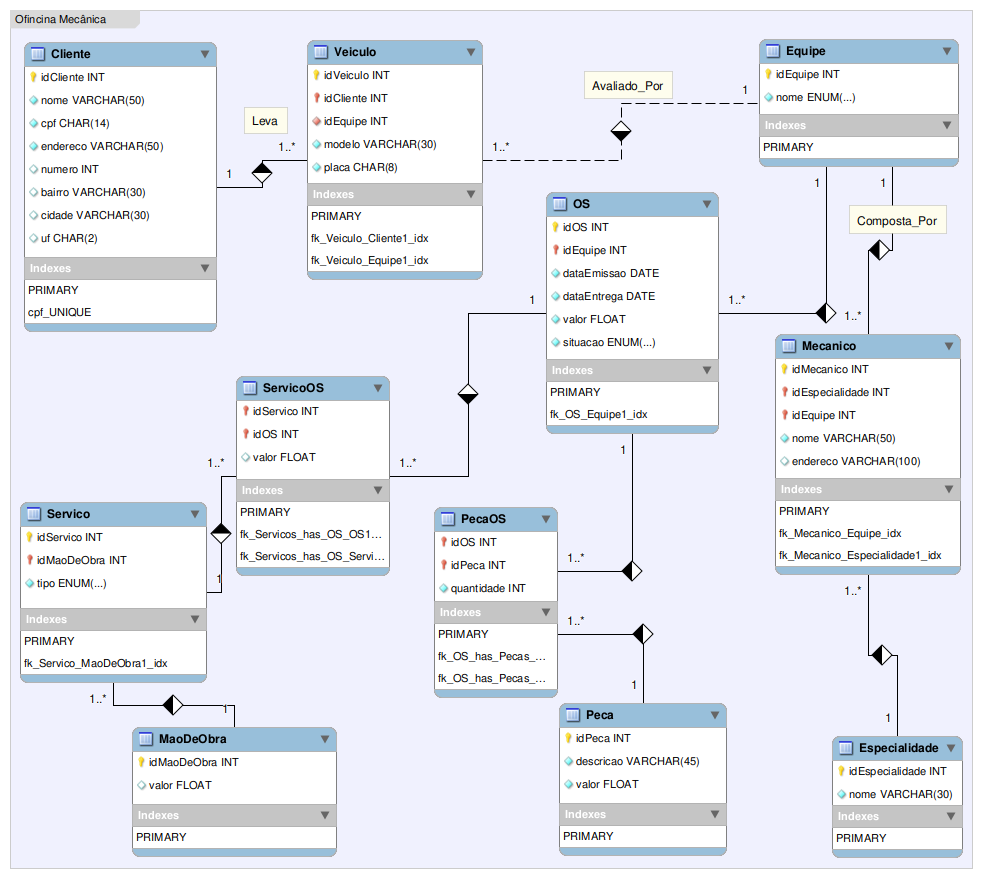 Ofincina Mecânica
Cliente
idCliente INT
nome VARCHAR(50)
cpf CHAR(14)
endereco VARCHAR(50)
numero INT
bairro VARCHAR(30)
cidade VARCHAR(30)
uf CHAR(2)
Indexes
PRIMARY
cpf_UNIQUE
Leva
1
1..*
Veiculo
idVeiculo INT
idCliente INT
idEquipe INT
modelo VARCHAR(30)
placa CHAR(8)
Indexes
PRIMARY
fk_Veiculo_Cliente1_idx
fk_Veiculo_Equipe1_idx
Avaliado_Por
1..*
1
Equipe
idEquipe INT
nome ENUM(...)
Indexes
PRIMARY
1
1
Composta_Por
1..*
1..*
OS
idOS INT
idEquipe INT
dataEmissao DATE
dataEntrega DATE
valor FLOAT
situacao ENUM(...)
Indexes
PRIMARY
fk_OS_Equipe1_idx
1
1
Mecanico
idMecanico INT
idEspecialidade INT
idEquipe INT
nome VARCHAR(50)
endereco VARCHAR(100)
Indexes
PRIMARY
fk_Mecanico_Equipe_idx
fk_Mecanico_Especialidade1_idx
1..*
1
ServicoOS
idServico INT
idOS INT
valor FLOAT
Indexes
PRIMARY
fk_Servicos_has_OS_OS1...
fk_Servicos_has_OS_Servi...
1..*
1..*
1
Servico
idServico INT
idMaoDeObra INT
tipo ENUM(...)
Indexes
PRIMARY
fk_Servico_MaoDeObra1_idx
1..*
1
PecaOS
idOS INT
idPeca INT
quantidade INT
Indexes
PRIMARY
fk_OS_has_Pecas_...
fk_OS_has_Pecas_...
1..*
1..*
1
MaoDeObra
idMaoDeObra INT
valor FLOAT
Indexes
PRIMARY
Peca
idPeca INT
descricao VARCHAR(45)
valor FLOAT
Indexes
PRIMARY
Especialidade
idEspecialidade INT
nome VARCHAR(30)
Indexes
PRIMARY